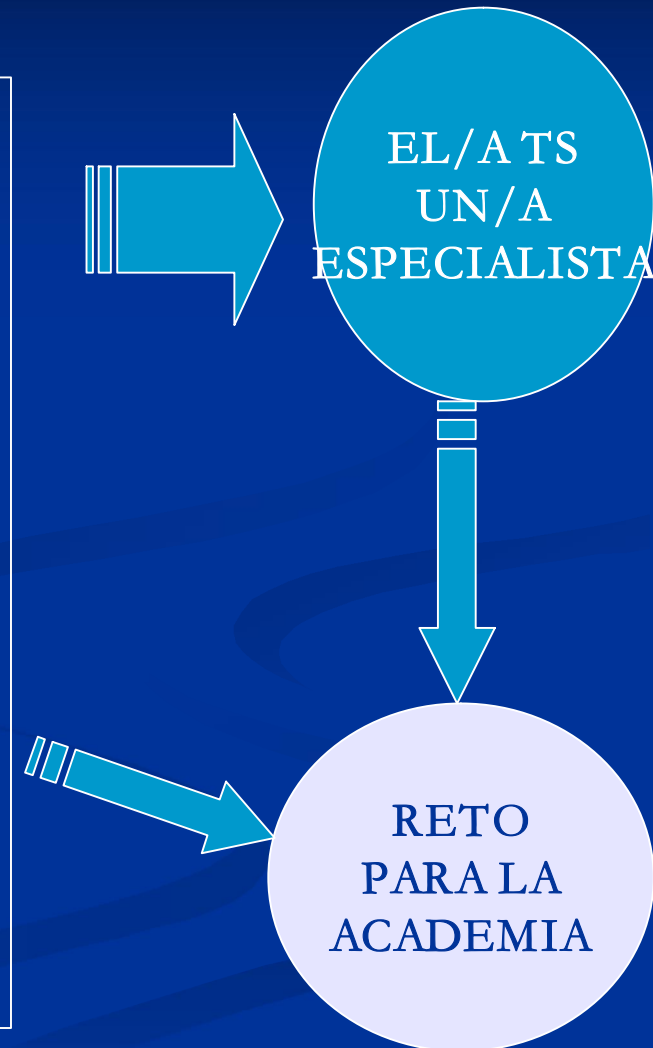 EL/A TS
UN/A
ESPECIALISTA
RETO
PARA LA
ACADEMIA